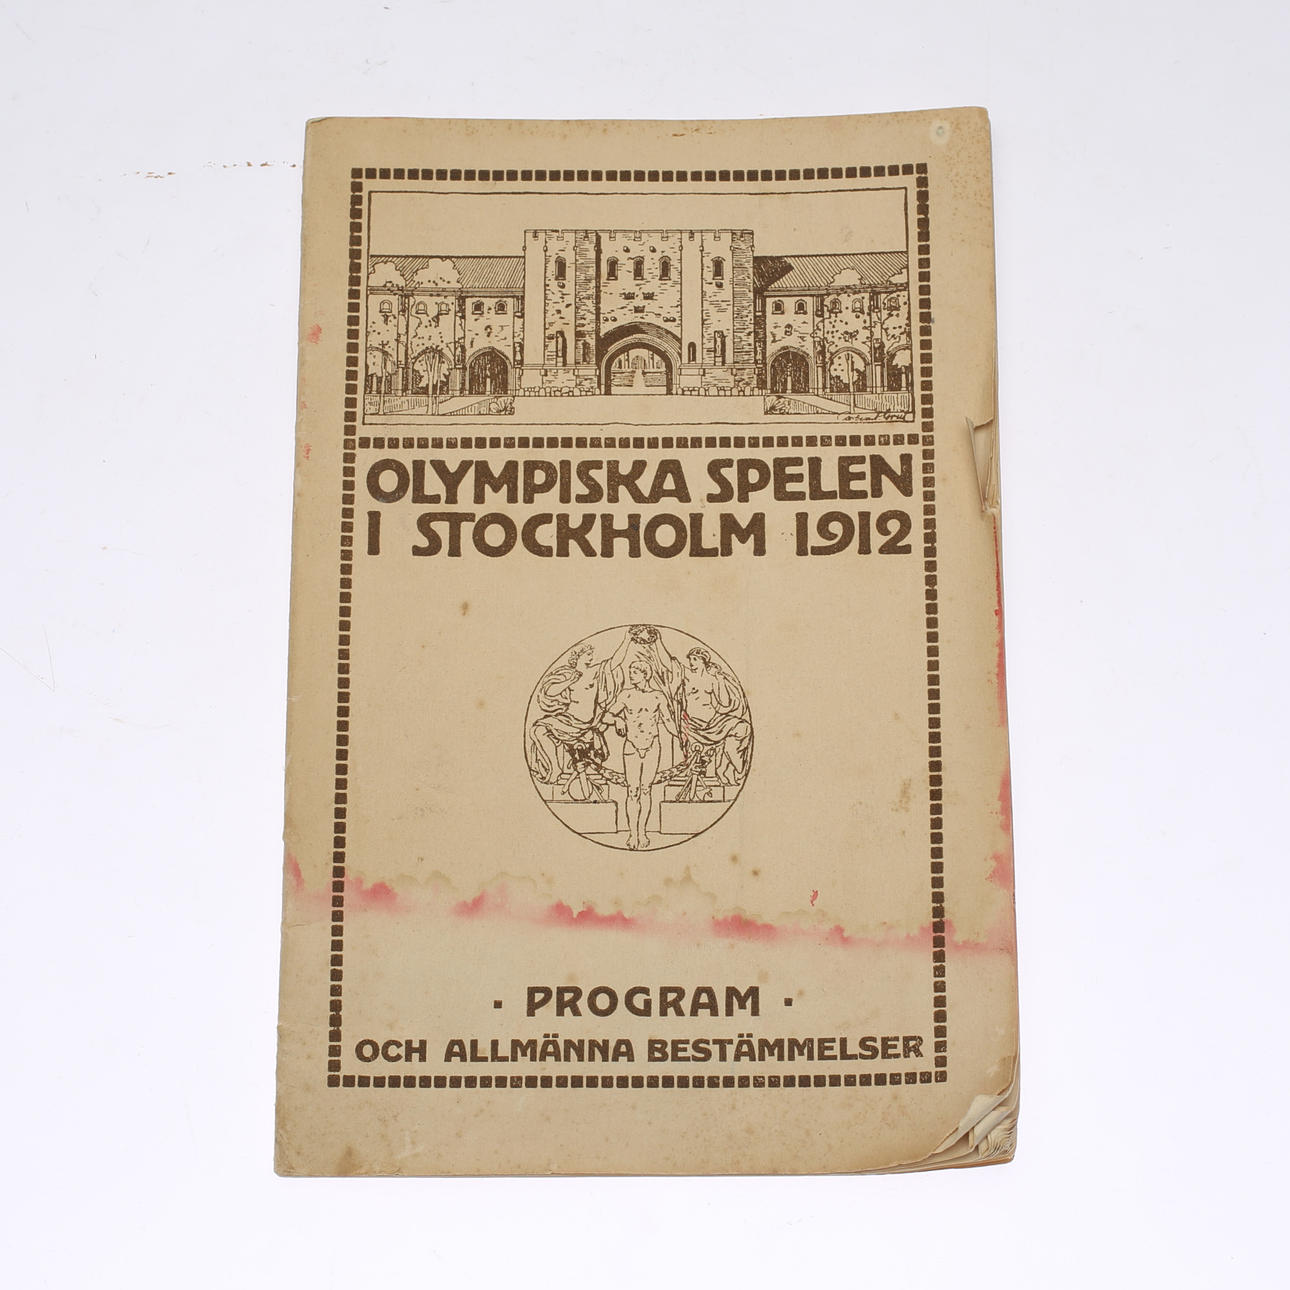 OLYMPISKA SPELEN
I STOCKHOLM 1912
· PROGRAM ·
OCH ALLMÄNNA BESTÄMMELSER